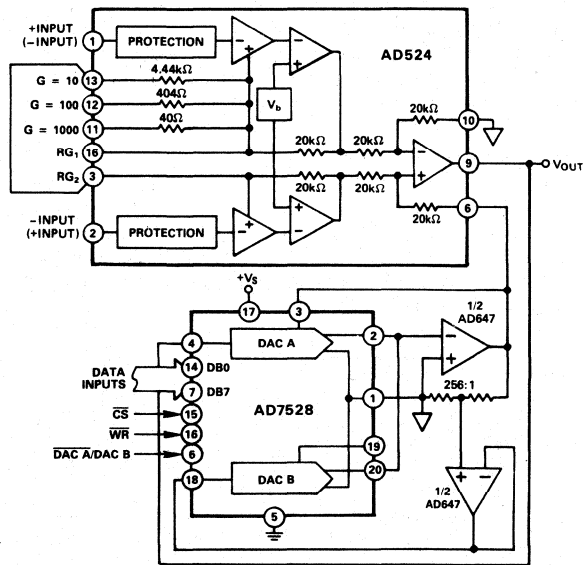 +INPUT
(−INPUT)
1
PROTECTION
AD524
G = 10
13
4.44kΩ
G = 100
12
404Ω
Vb
G = 1000
11
40Ω
20kΩ
10
RG1
16
20kΩ
20kΩ
9
VOUT
RG2
3
20kΩ
20kΩ
20kΩ
6
−INPUT
(+INPUT)
2
PROTECTION
+VS
17
3
1/2
AD647
4
DAC A
2
DATA
INPUTS
14
DB0
7
DB7
AD7528
1
256:1
C̅S̅
15
W̅R̅
16
D̅A̅C̅ A̅/DAC B
6
19
20
18
DAC B
1/2
AD647
5
+
−